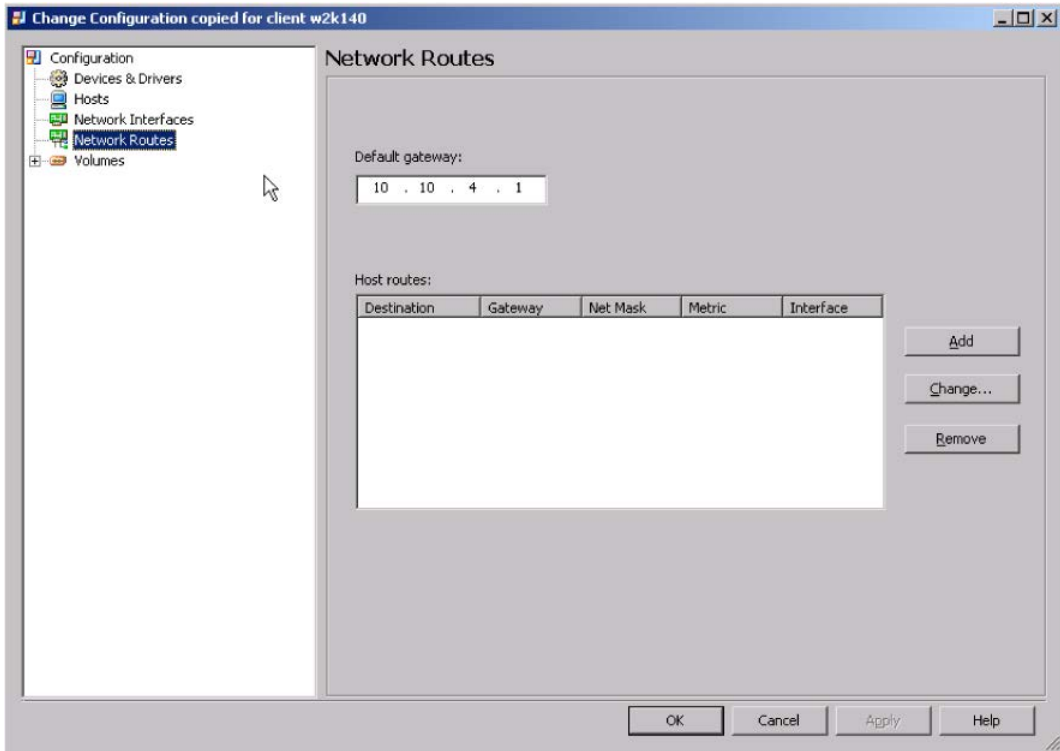 Change Configuration copied for client w2k140
Configuration
Devices & Drivers
Hosts
Network Interfaces
Network Routes
Volumes
Network Routes
Default gateway:
10 . 10 . 4 . 1
Host routes:
Destination Gateway Net Mask Metric Interface
Add
Change...
Remove
OK Cancel Apply Help